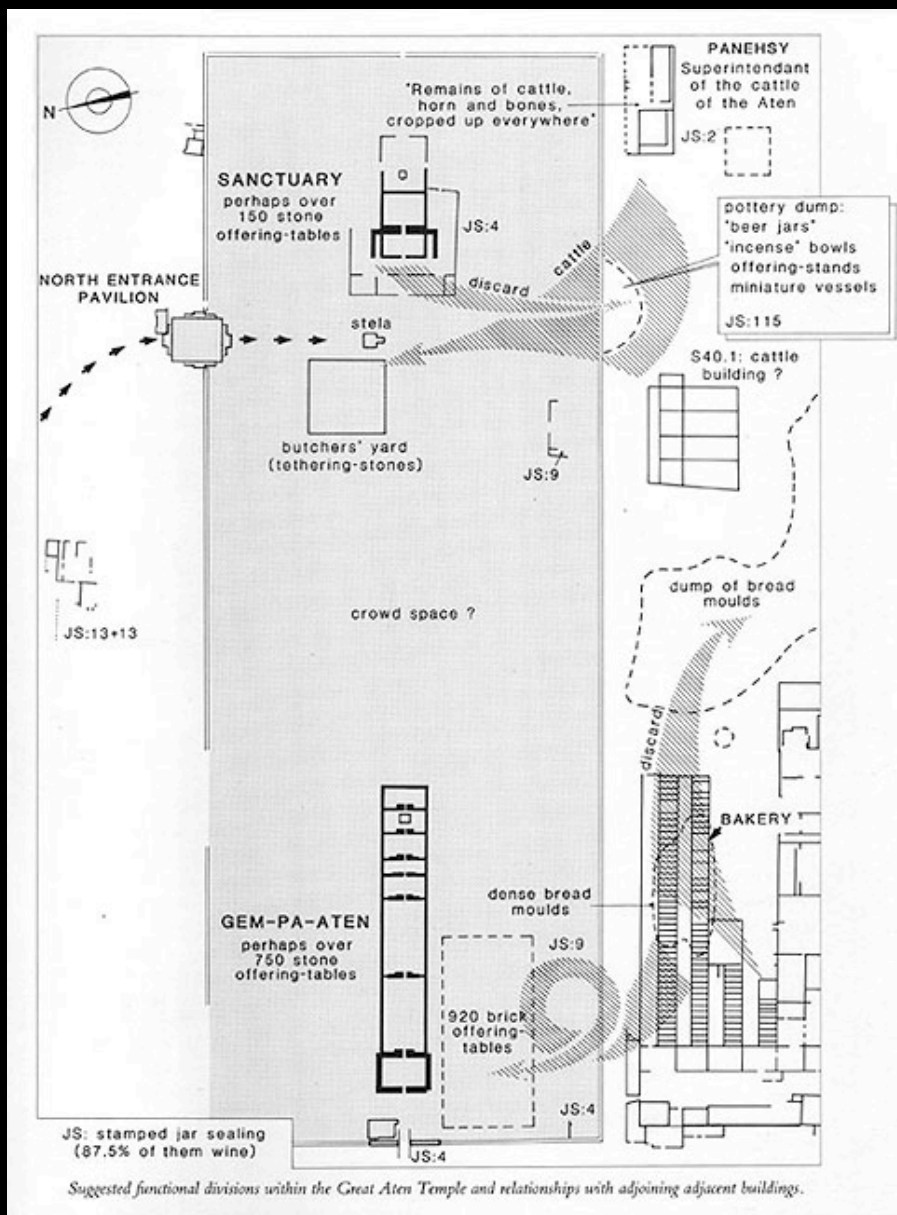 PANEHSY
Superintendant
of the cattle
of the Aten
JS:2
"Remains of cattle,
horn and bones,
cropped up everywhere"
N
SANCTUARY
perhaps over
150 stone
offering-tables
JS:4
cattle
discard
pottery dump:
"beer jars"
"incense" bowls
offering-stands
miniature vessels
JS:115
NORTH ENTRANCE
PAVILION
stela
S40.1: cattle
building ?
butchers' yard
(tethering-stones)
JS:9
JS:13+13
crowd space ?
dump of bread
moulds
discard
BAKERY
dense bread
moulds
GEM-PA-ATEN
perhaps over
750 stone
offering-tables
JS:9
920 brick
offering-
tables
JS:4
JS:4
JS: stamped jar sealing
(87.5% of them wine)
Suggested functional divisions within the Great Aten Temple and relationships with adjoining adjacent buildings.